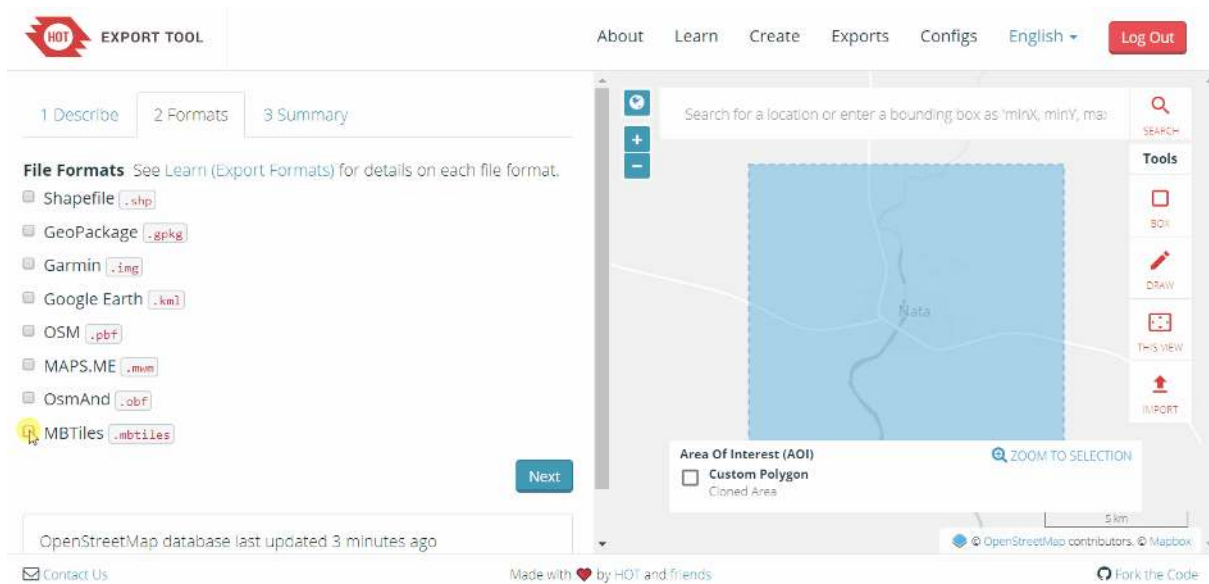 HOT EXPORT TOOL
About Learn Create Exports Configs English Log Out
1 Describe 2 Formats 3 Summary
File Formats See Learn (Export Formats) for details on each file format.
Shapefile .shp
GeoPackage .gpkg
Garmin .img
Google Earth .kml
OSM .pbf
MAPS.ME .mwm
OsmAnd .obf
MBTiles .mbtiles
Next
OpenStreetMap database last updated 3 minutes ago
Search for a location or enter a bounding box as 'minX, minY, ma
SEARCH
Tools
BOX
DRAW
THIS VIEW
IMPORT
+
−
Nata
Area Of Interest (AOI) ZOOM TO SELECTION
Custom Polygon
Cloned Area
5 km
© OpenStreetMap contributors, © Mapbox
Contact Us Made with ❤ by HOT and friends Fork the Code